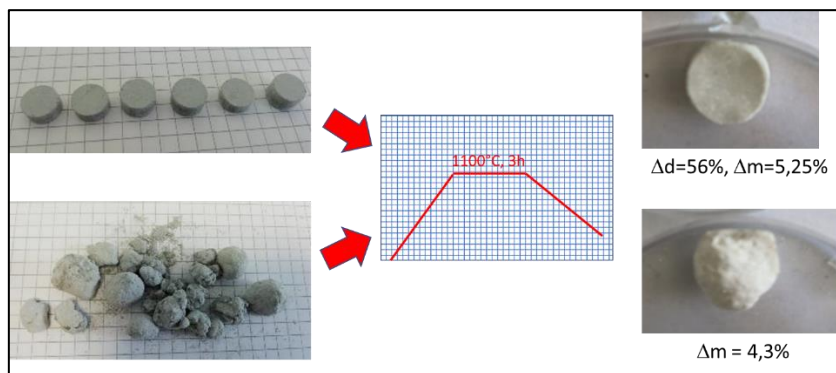 1100°C, 3h
Δd=56%, Δm=5,25%
Δm = 4,3%